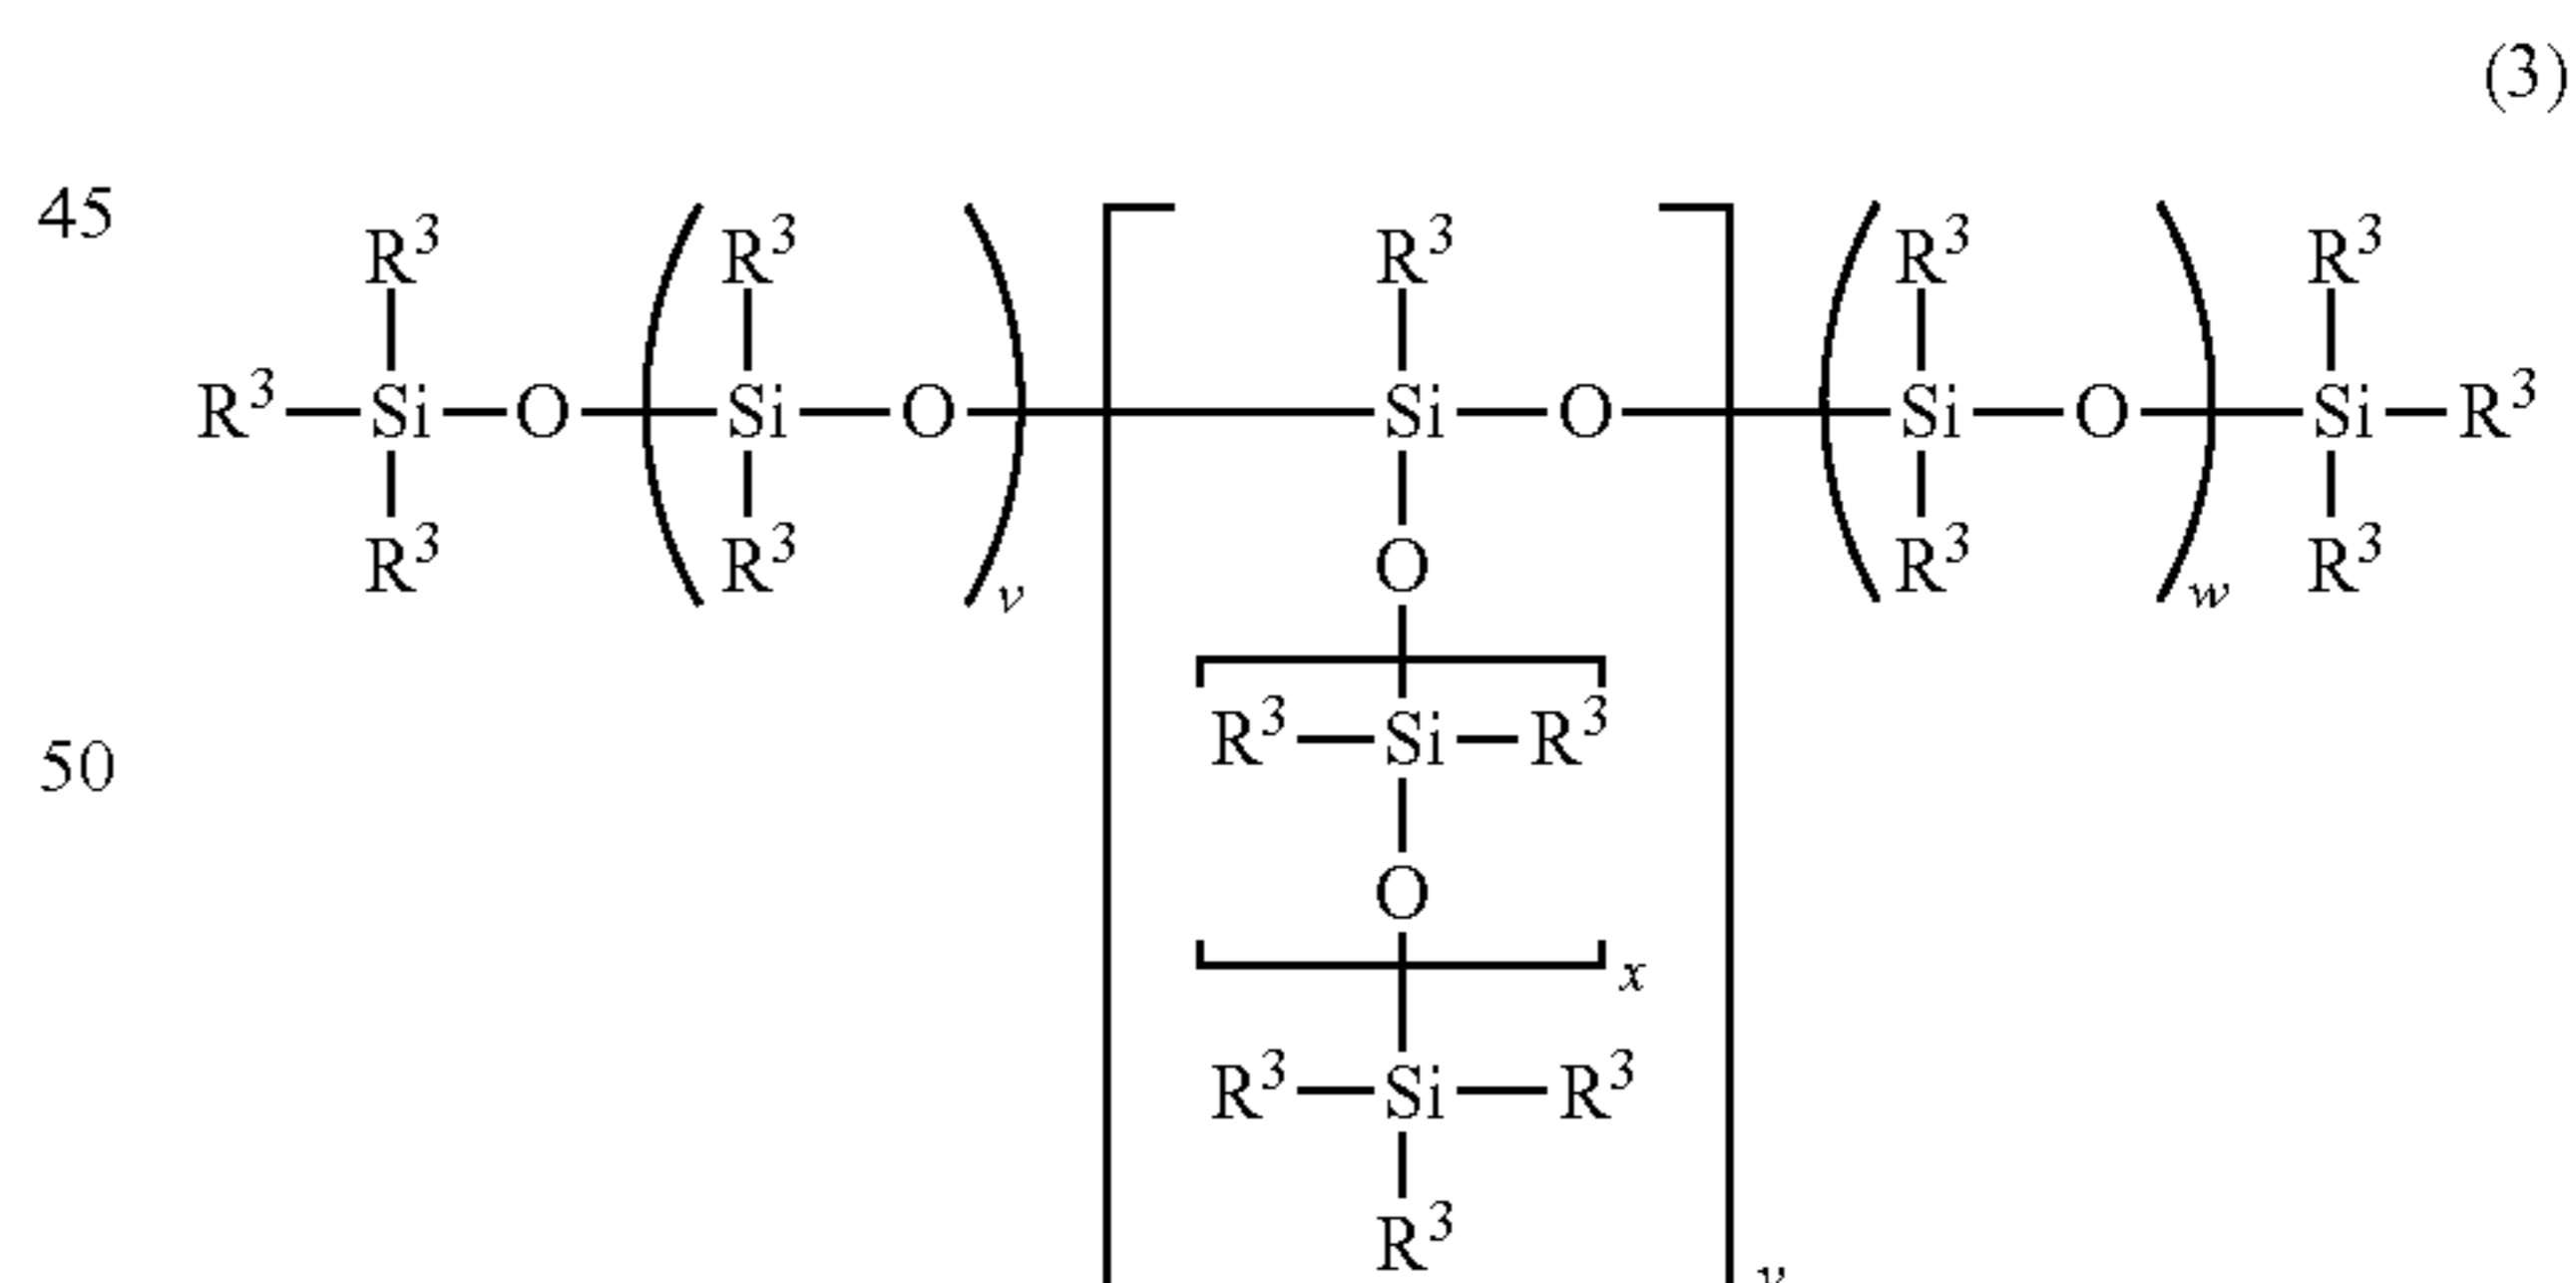 (3)
45
R³ R³ R³ R³ R³
R³—Si—O—Si—O—Si—O—Si—O—Si—R³
R³ R³ O R³ R³
v w
R³—Si—R³
50
O
x
R³—Si—R³
R³